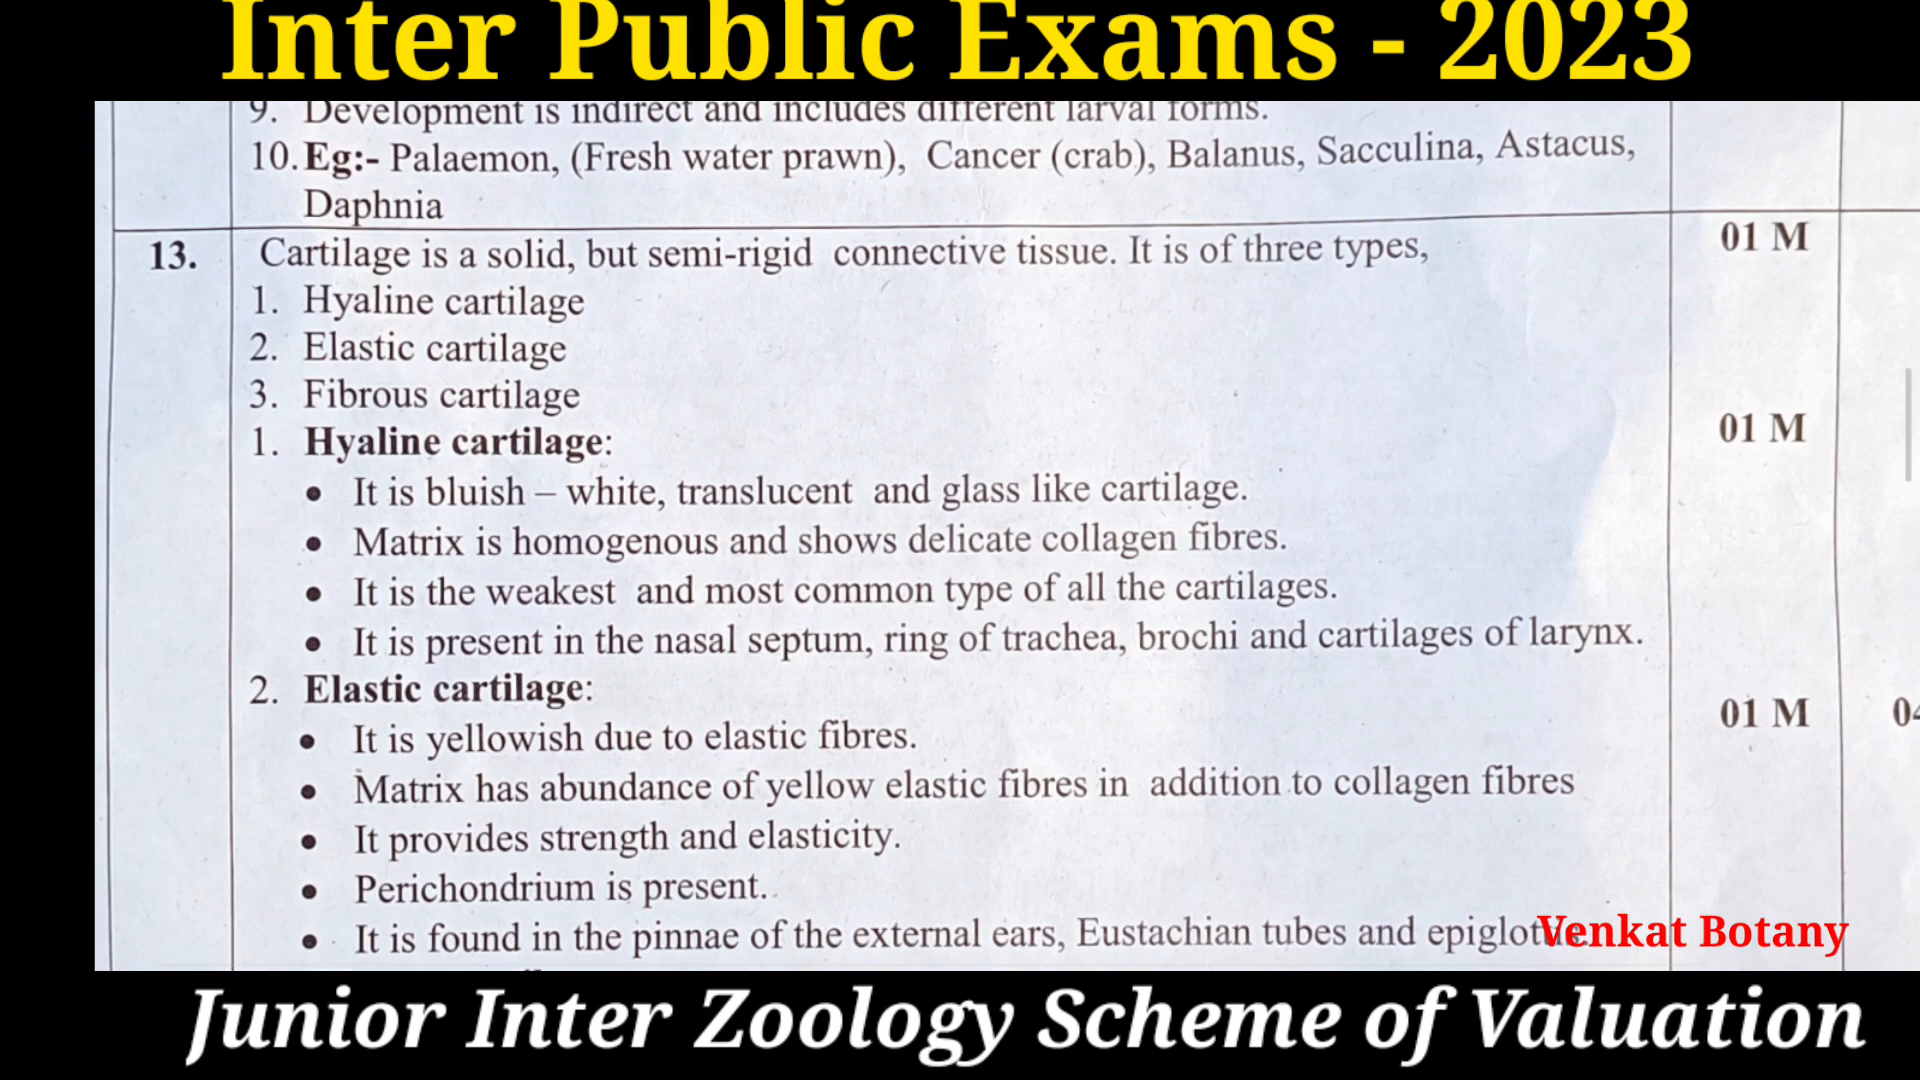 Inter Public Exams - 2023
9. Development is indirect and includes different larval forms.
10. Eg:- Palaemon, (Fresh water prawn), Cancer (crab), Balanus, Sacculina, Astacus,
Daphnia
13. Cartilage is a solid, but semi-rigid connective tissue. It is of three types, 01 M
1. Hyaline cartilage
2. Elastic cartilage
3. Fibrous cartilage
1. Hyaline cartilage: 01 M
• It is bluish – white, translucent and glass like cartilage.
• Matrix is homogenous and shows delicate collagen fibres.
• It is the weakest and most common type of all the cartilages.
• It is present in the nasal septum, ring of trachea, brochi and cartilages of larynx.
2. Elastic cartilage: 01 M
• It is yellowish due to elastic fibres.
• Matrix has abundance of yellow elastic fibres in addition to collagen fibres
• It provides strength and elasticity.
• Perichondrium is present.
• It is found in the pinnae of the external ears, Eustachian tubes and
Venkat Botany
Junior Inter Zoology Scheme of Valuation